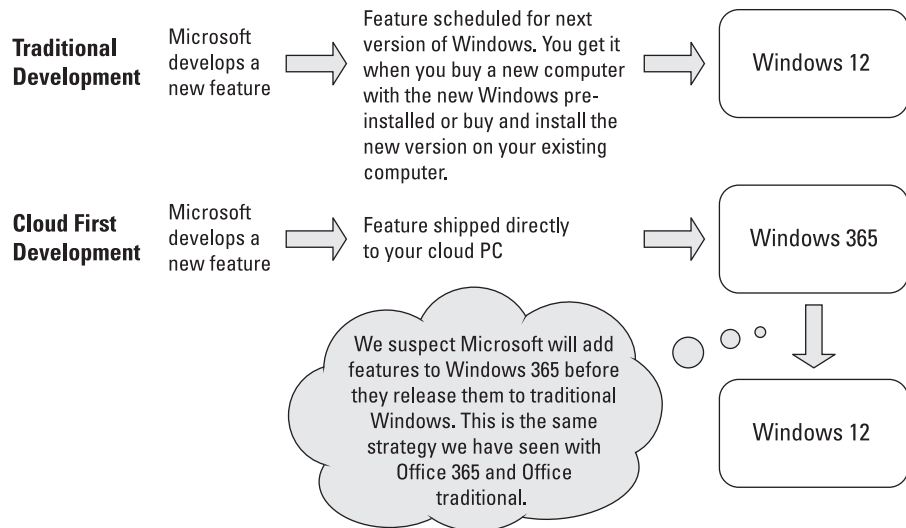 Traditional
Development
Microsoft
develops a
new feature
Feature scheduled for next
version of Windows. You get it
when you buy a new computer
with the new Windows pre-
installed or buy and install the
new version on your existing
computer.
Windows 12
Cloud First
Development
Microsoft
develops a
new feature
Feature shipped directly
to your cloud PC
Windows 365
We suspect Microsoft will add
features to Windows 365 before
they release them to traditional
Windows. This is the same
strategy we have seen with
Office 365 and Office
traditional.
Windows 12